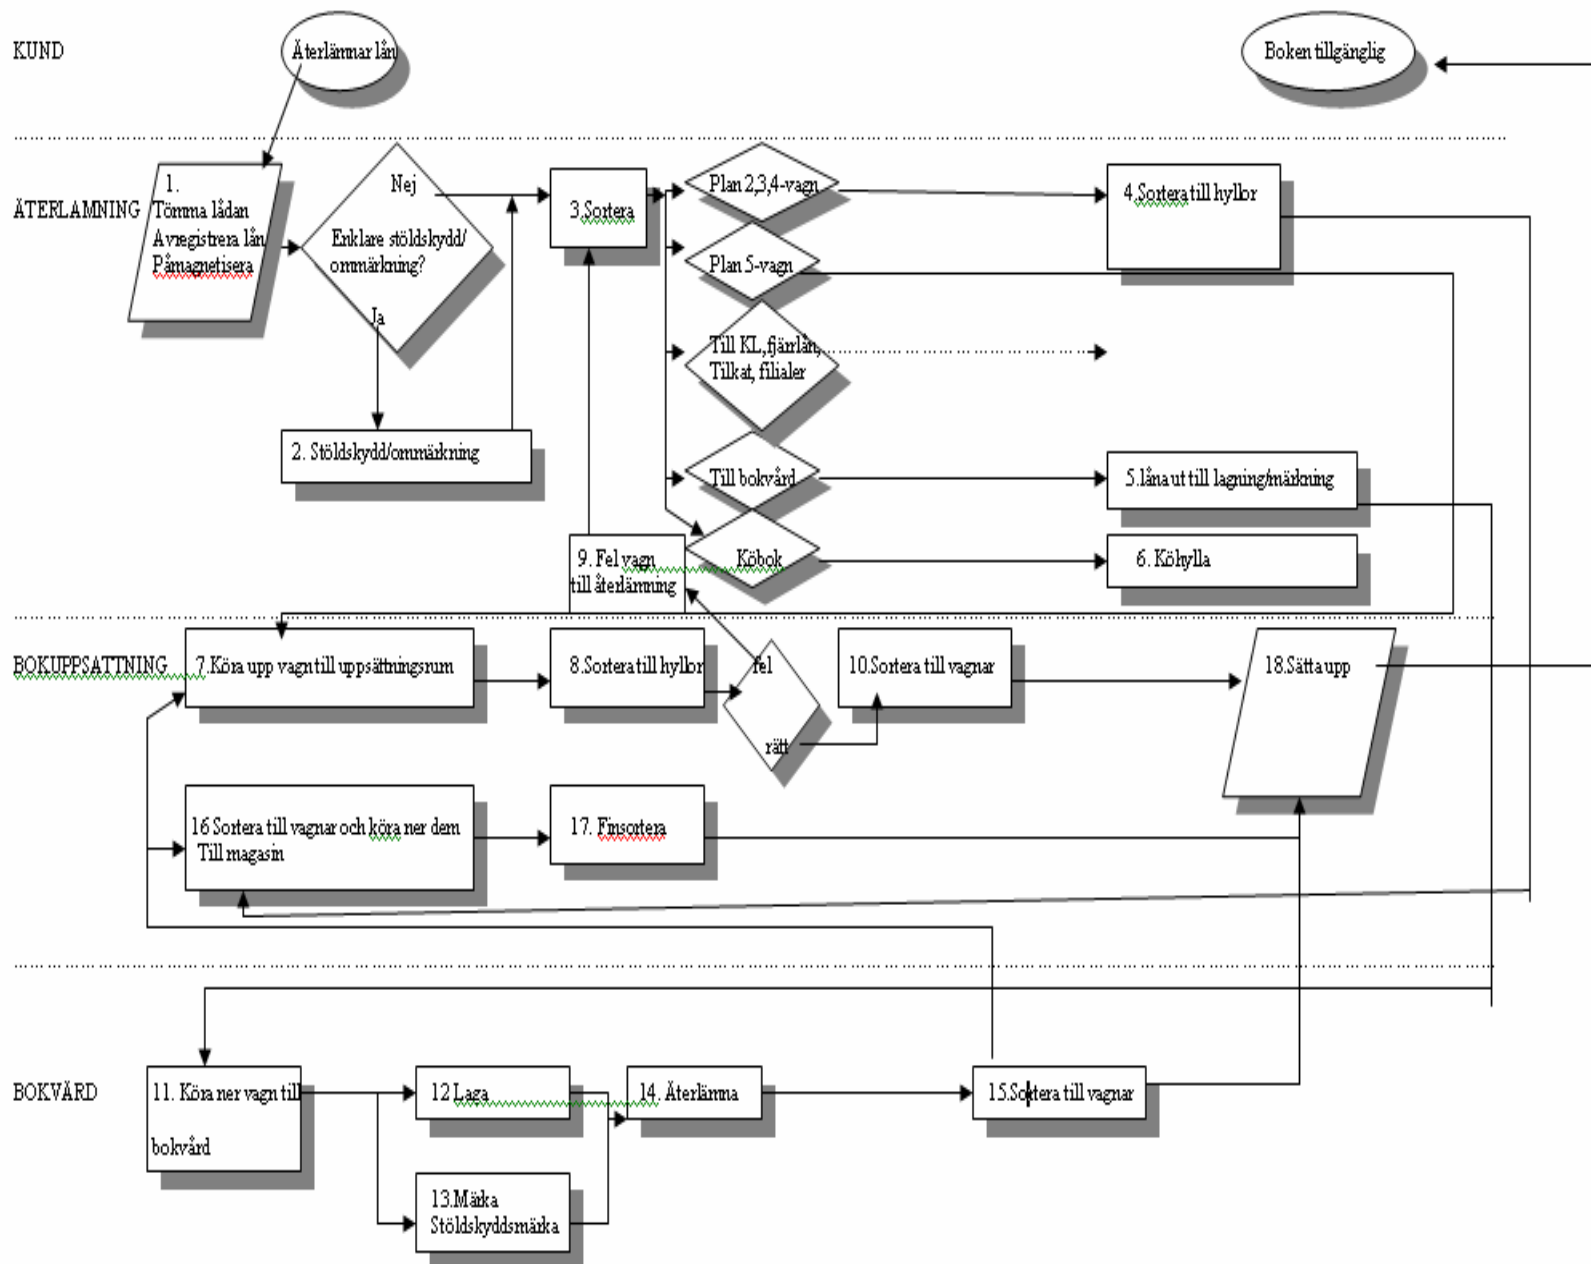 KUND
Återlämnar lån
Boken tillgänglig
ÅTERLAMNING
1.
Tömma lådan
Avregistrera lån
Påmagnetisera
Nej
Enklare stöldskydd/
ommärkning?
Ja
2. Stöldskydd/ommärkning
3.Sortera
Plan 2,3,4-vagn
Plan 5-vagn
Till KL,fjärrlån,
Tilkat, filialer
Till bokvård
Köbok
4.Sortera till hyllor
5.låna ut till lagning/märkning
6. Köhylla
9. Fel vagn
till återlämning
BOKUPPSATTNING
7.Köra upp vagn till uppsättningsrum
8.Sortera till hyllor
fel
rätt
10.Sortera till vagnar
18.Sätta upp
16 Sortera till vagnar och köra ner dem
Till magasin
17. Finsortera
BOKVÅRD
11. Köra ner vagn till
bokvård
12 Laga
13.Märka
Stöldskyddsmärka
14. Återlämna
15.Sortera till vagnar